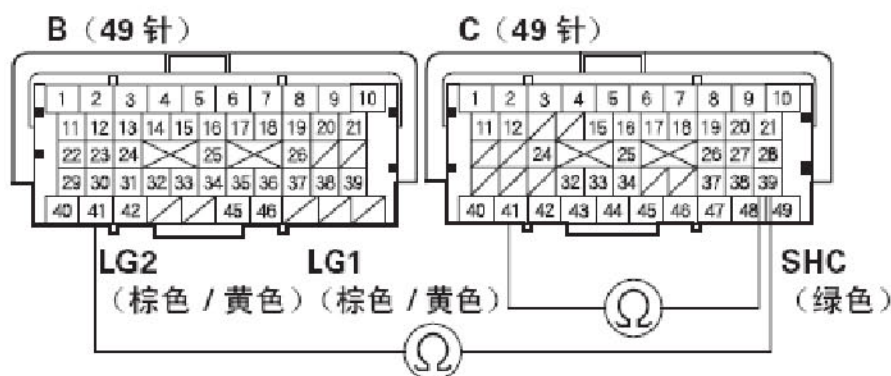 B（49 针）
C（49 针）
1 2 3 4 5 6 7 8 9 10
11 12 13 14 15 16 17 18 19 20 21
22 23 24 25 26
29 30 31 32 33 34 35 36 37 38 39
40 41 42 45 46
1 2 3 4 5 6 7 8 9 10
11 12 15 16 17 18 19 20 21
24 25 26 27 28
32 33 34 37 38 39
40 41 42 43 44 45 46 47 48 49
LG2
（棕色 / 黄色）
LG1
（棕色 / 黄色）
SHC
（绿色）
Ω
Ω